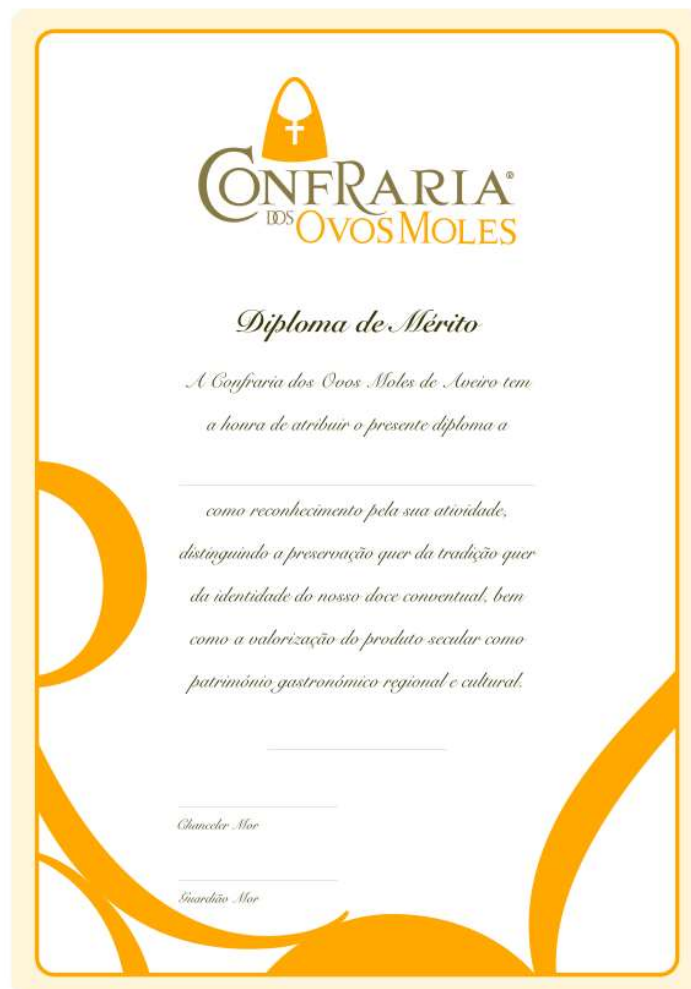 CONFRARIA®
DOS OVOS MOLES
Diploma de Mérito
A Confraria dos Ovos Moles de Aveiro tem
a honra de atribuir o presente diploma a
como reconhecimento pela sua atividade,
distinguindo a preservação quer da tradição quer
da identidade do nosso doce conventual, bem
como a valorização do produto secular como
património gastronómico regional e cultural.
Chanceler Mor
Guardião Mor